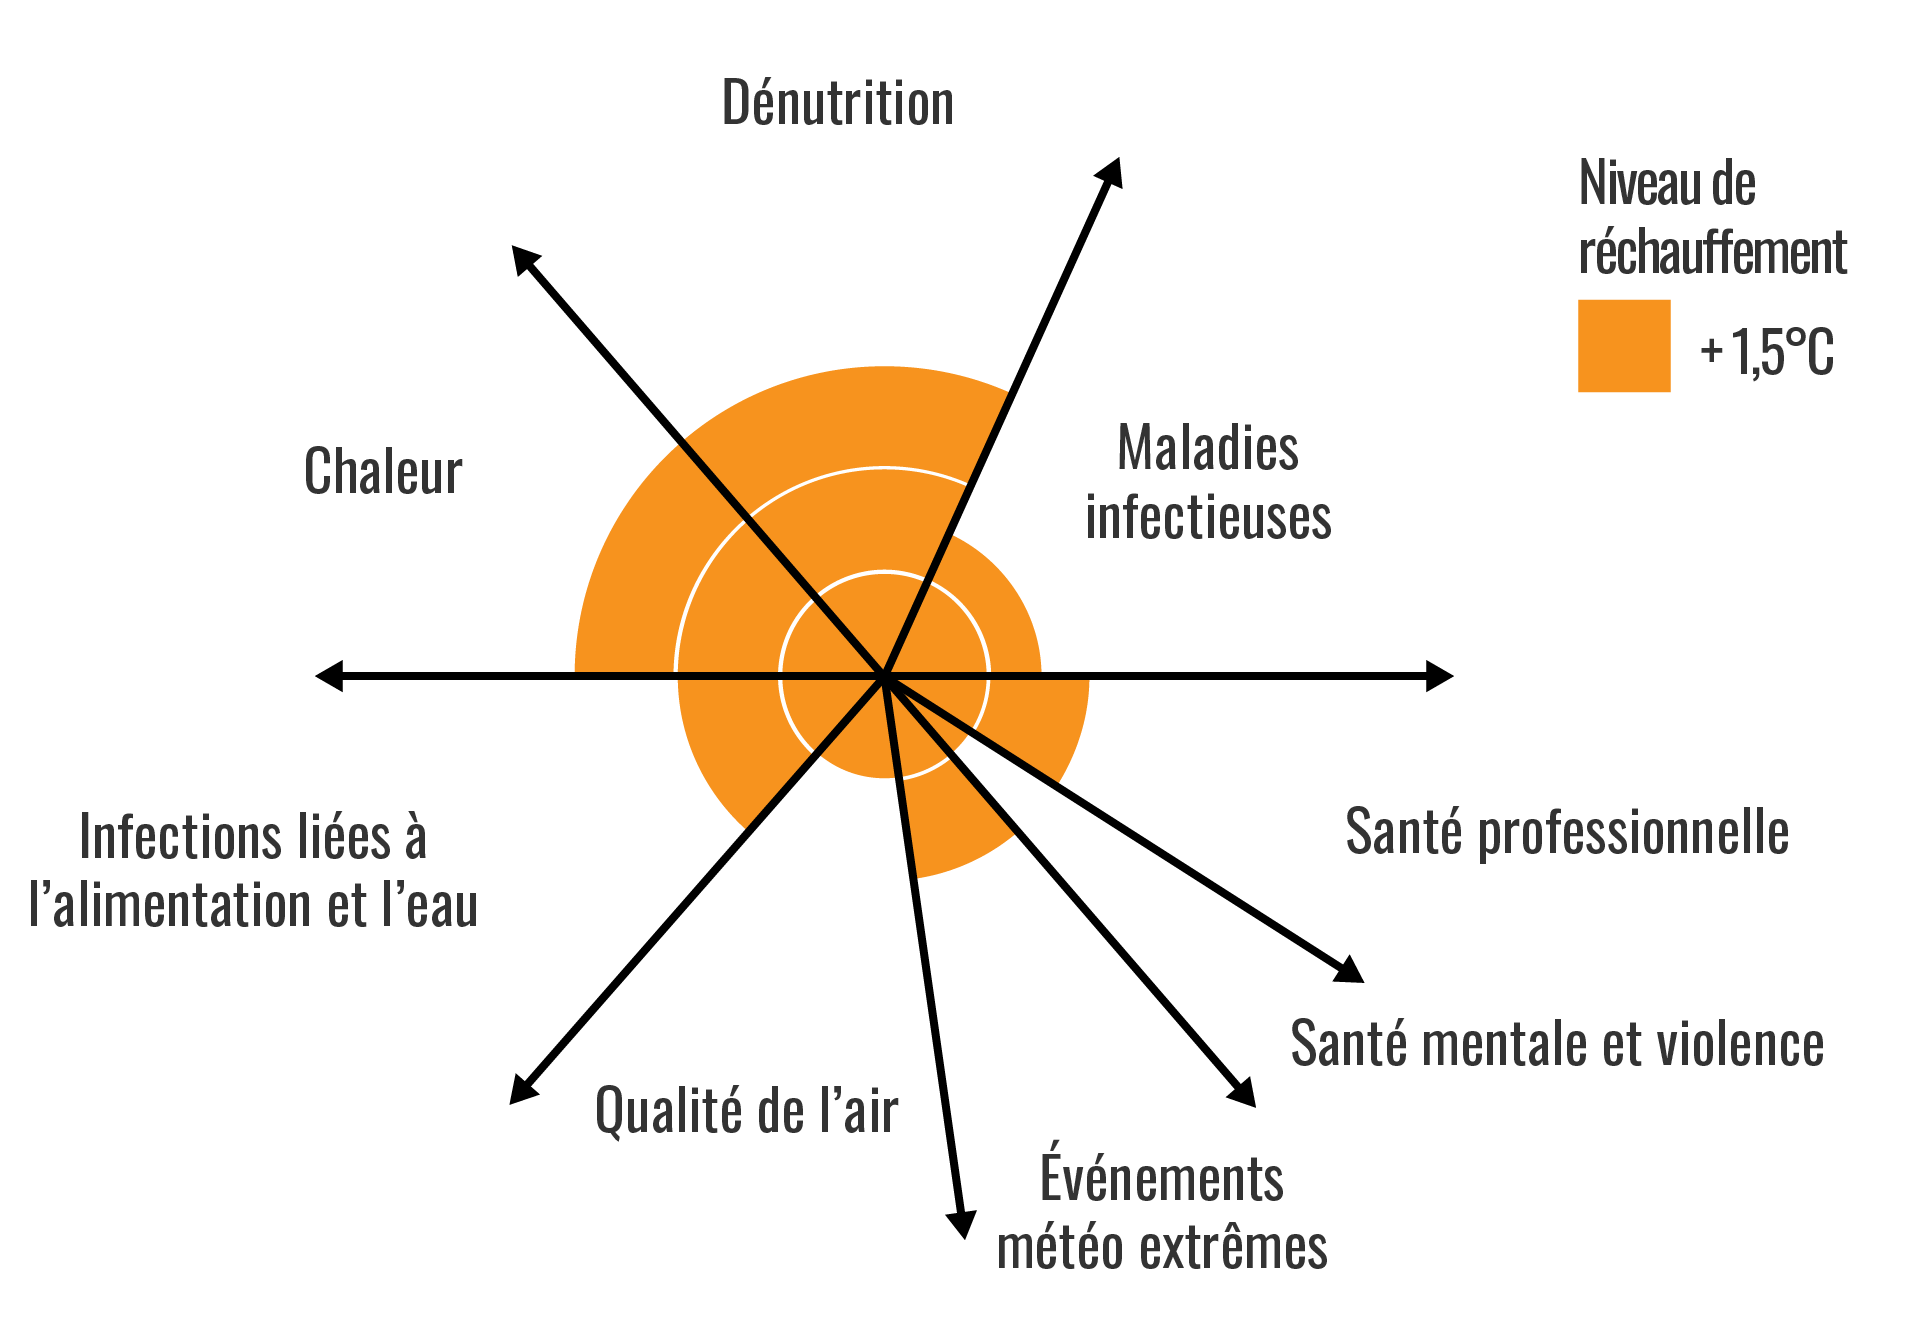 Dénutrition
Niveau de
réchauffement
+ 1,5°C
Maladies
infectieuses
Chaleur
Infections liées à
l’alimentation et l’eau
Santé professionnelle
Santé mentale et violence
Qualité de l’air
Événements
météo extrêmes